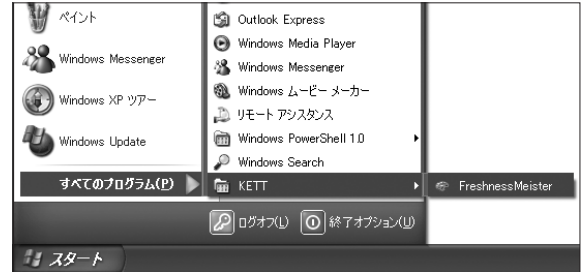 ペイント
Windows Messenger
Windows XP ツアー
Windows Update
すべてのプログラム(P)
Outlook Express
Windows Media Player
Windows Messenger
Windows ムービー メーカー
リモート アシスタンス
Windows PowerShell 1.0
Windows Search
KETT
FreshnessMeister
ログオフ(L)
終了オプション(U)
スタート